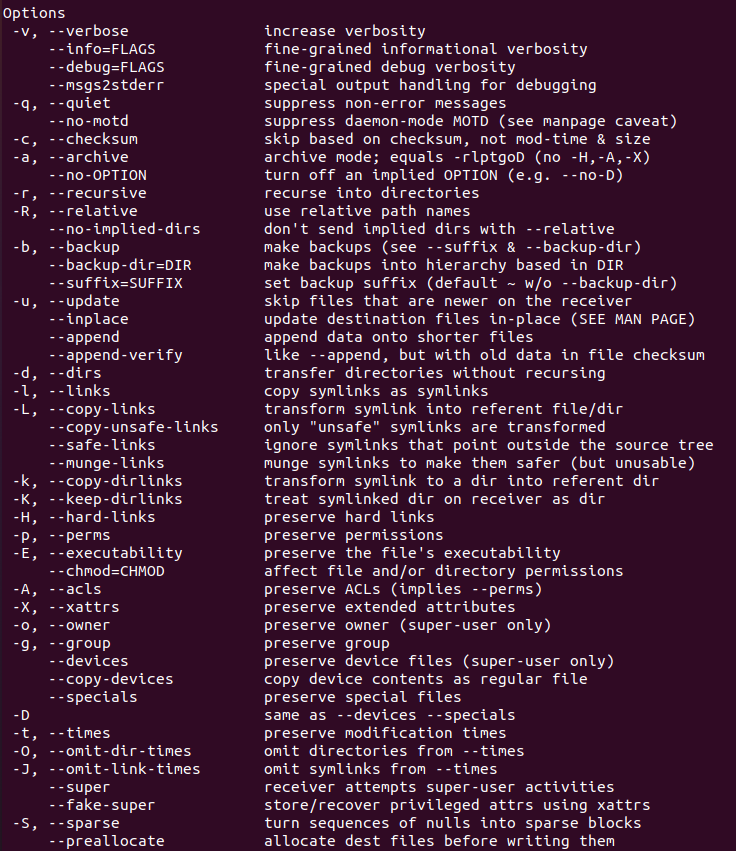 Options
 -v, --verbose               increase verbosity
     --info=FLAGS            fine-grained informational verbosity
     --debug=FLAGS           fine-grained debug verbosity
     --msgs2stderr           special output handling for debugging
 -q, --quiet                 suppress non-error messages
     --no-motd               suppress daemon-mode MOTD (see manpage caveat)
 -c, --checksum              skip based on checksum, not mod-time & size
 -a, --archive               archive mode; equals -rlptgoD (no -H,-A,-X)
     --no-OPTION             turn off an implied OPTION (e.g. --no-D)
 -r, --recursive             recurse into directories
 -R, --relative              use relative path names
     --no-implied-dirs       don't send implied dirs with --relative
 -b, --backup                make backups (see --suffix & --backup-dir)
     --backup-dir=DIR        make backups into hierarchy based in DIR
     --suffix=SUFFIX         set backup suffix (default ~ w/o --backup-dir)
 -u, --update                skip files that are newer on the receiver
     --inplace               update destination files in-place (SEE MAN PAGE)
     --append                append data onto shorter files
     --append-verify         like --append, but with old data in file checksum
 -d, --dirs                  transfer directories without recursing
 -l, --links                 copy symlinks as symlinks
 -L, --copy-links            transform symlink into referent file/dir
     --copy-unsafe-links     only "unsafe" symlinks are transformed
     --safe-links            ignore symlinks that point outside the source tree
     --munge-links           munge symlinks to make them safer (but unusable)
 -k, --copy-dirlinks         transform symlink to a dir into referent dir
 -K, --keep-dirlinks         treat symlinked dir on receiver as dir
 -H, --hard-links            preserve hard links
 -p, --perms                 preserve permissions
 -E, --executability         preserve the file's executability
     --chmod=CHMOD           affect file and/or directory permissions
 -A, --acls                  preserve ACLs (implies --perms)
 -X, --xattrs                preserve extended attributes
 -o, --owner                 preserve owner (super-user only)
 -g, --group                 preserve group
     --devices               preserve device files (super-user only)
     --copy-devices          copy device contents as regular file
     --specials              preserve special files
 -D                          same as --devices --specials
 -t, --times                 preserve modification times
 -O, --omit-dir-times        omit directories from --times
 -J, --omit-link-times       omit symlinks from --times
     --super                 receiver attempts super-user activities
     --fake-super            store/recover privileged attrs using xattrs
 -S, --sparse                turn sequences of nulls into sparse blocks
     --preallocate           allocate dest files before writing them